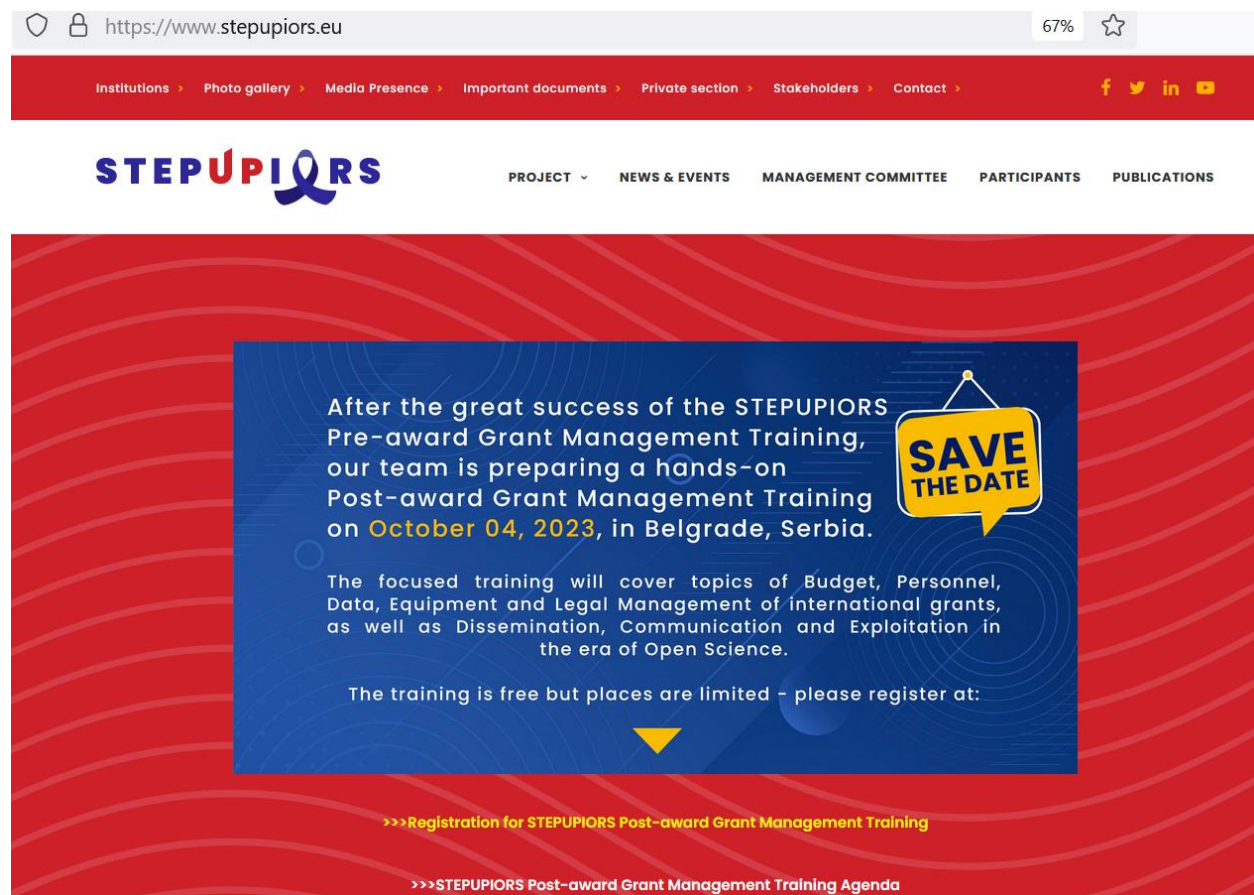 https://www.stepupiors.eu
67%
Institutions > Photo gallery > Media Presence > Important documents > Private section > Stakeholders > Contact >
STEPUPIORS
PROJECT NEWS & EVENTS MANAGEMENT COMMITTEE PARTICIPANTS PUBLICATIONS
After the great success of the STEPUPIORS
Pre-award Grant Management Training,
our team is preparing a hands-on
Post-award Grant Management Training
on October 04, 2023, in Belgrade, Serbia.
SAVE
THE DATE
The focused training will cover topics of Budget, Personnel,
Data, Equipment and Legal Management of international grants,
as well as Dissemination, Communication and Exploitation in
the era of Open Science.
The training is free but places are limited - please register at:
>>>Registration for STEPUPIORS Post-award Grant Management Training
>>>STEPUPIORS Post-award Grant Management Training Agenda